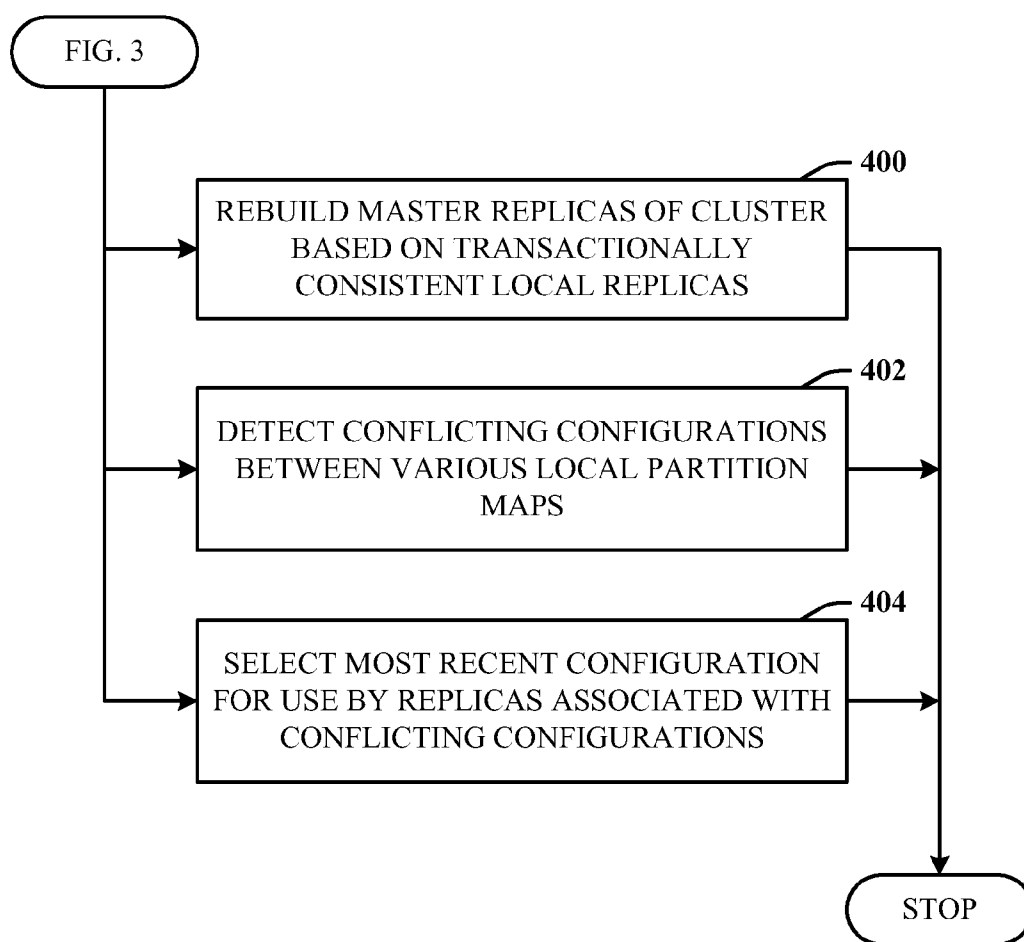 FIG. 3
400
REBUILD MASTER REPLICAS OF CLUSTER
BASED ON TRANSACTIONALLY
CONSISTENT LOCAL REPLICAS
402
DETECT CONFLICTING CONFIGURATIONS
BETWEEN VARIOUS LOCAL PARTITION
MAPS
404
SELECT MOST RECENT CONFIGURATION
FOR USE BY REPLICAS ASSOCIATED WITH
CONFLICTING CONFIGURATIONS
STOP